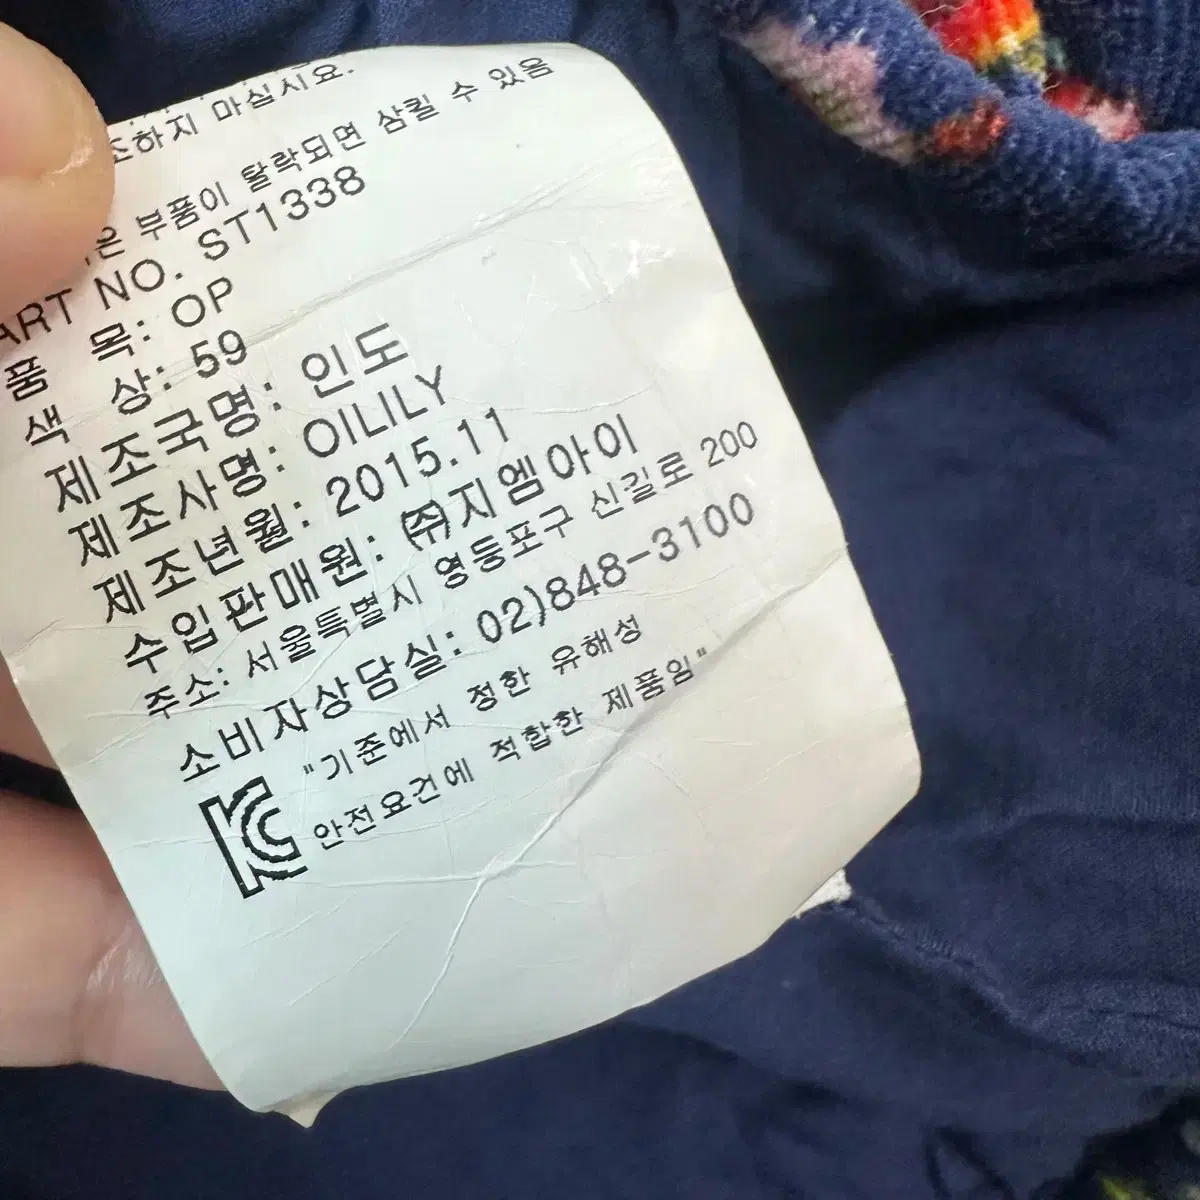 조하지 마십시요.
은 부품이 탈락되면 삼킬 수 있음
ART NO. ST1338
품 목: OP
색 상: 59
제조국명: 인도
제조사명: OILILY
제조년월: 2015.11
수입판매원: ㈜지엠아이
주소: 서울특별시 영등포구 신길로 200
소비자상담실: 02)848-3100
"기준에서 정한 유해성
안전요건에 적합한 제품임"